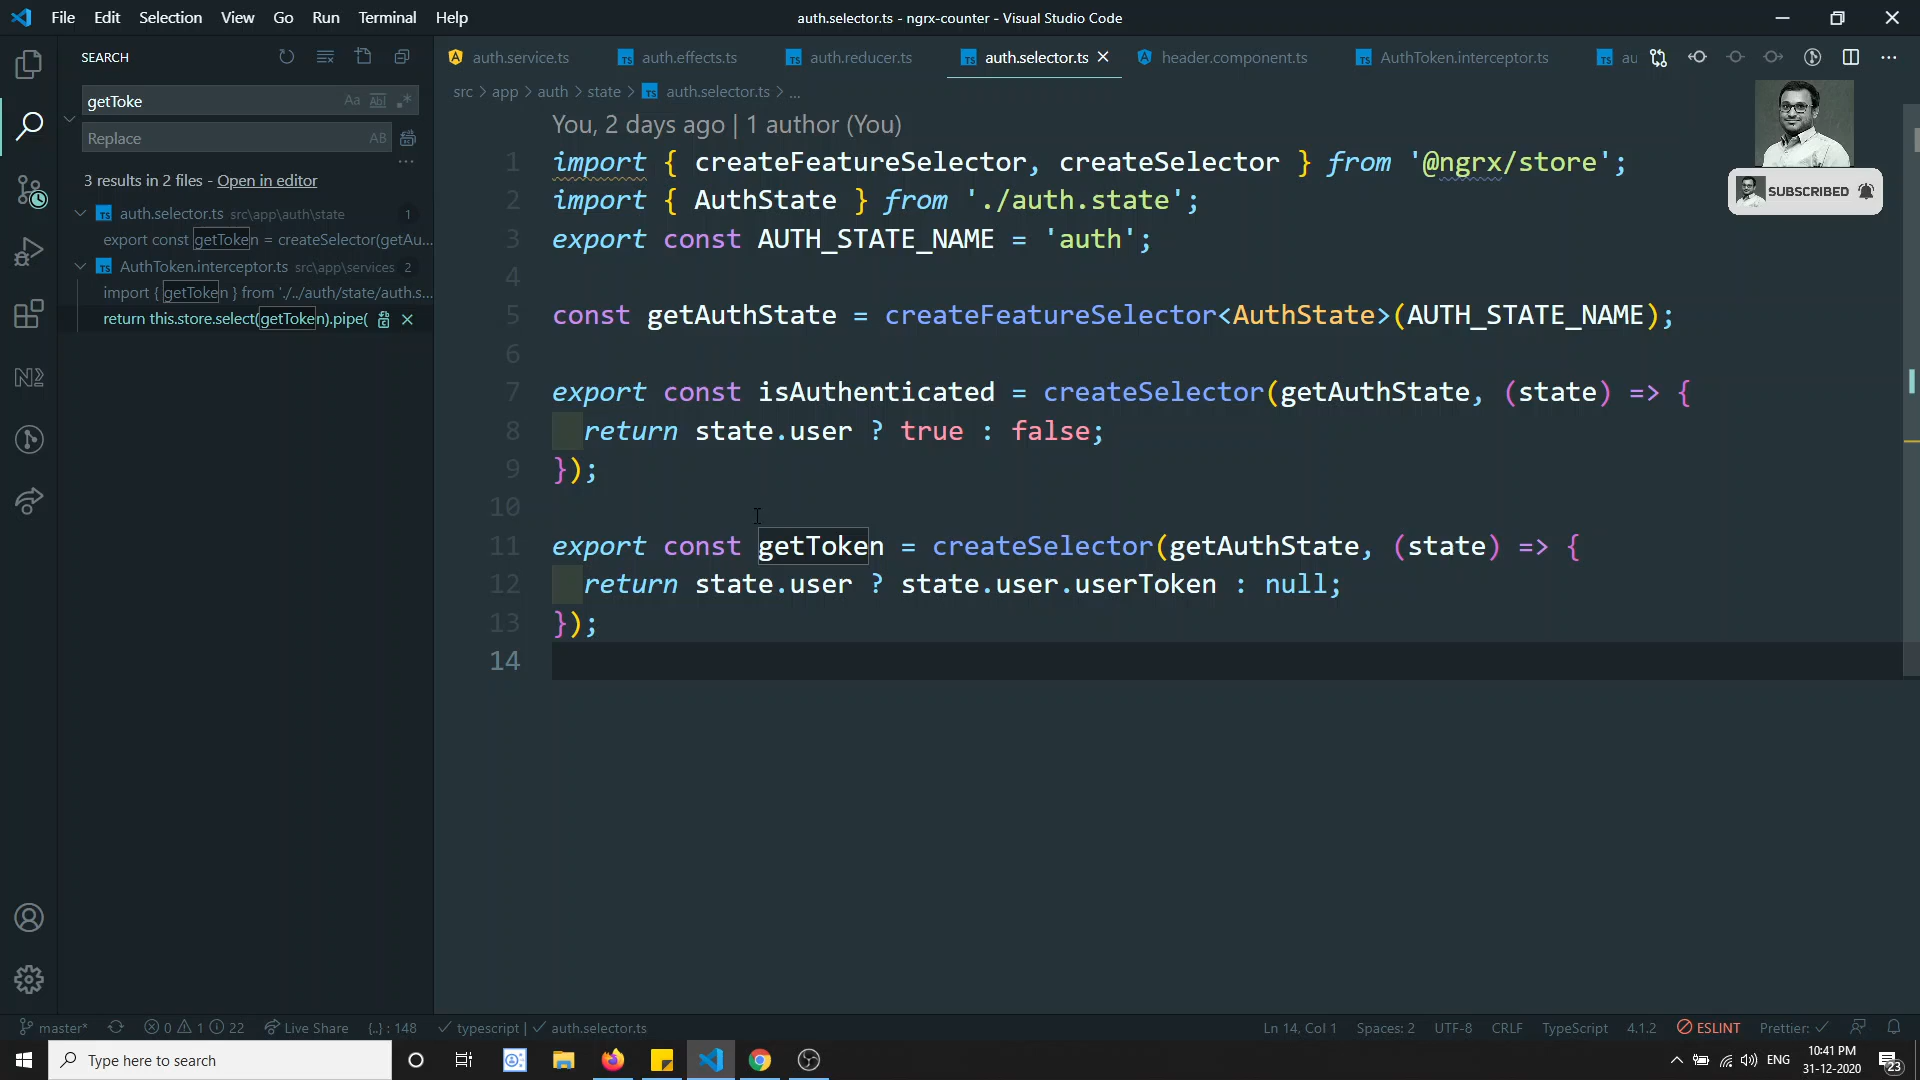 File Edit Selection View Go Run Terminal Help
auth.selector.ts - ngrx-counter - Visual Studio Code
SEARCH
getToke
Aa Ab|
Replace
AB
3 results in 2 files - Open in editor
auth.selector.ts src\app\auth\state 1
export const getToken = createSelector(getAu...
AuthToken.interceptor.ts src\app\services 2
import { getToken } from './../auth/state/auth.s...
return this.store.select(getToken).pipe(
auth.service.ts auth.effects.ts auth.reducer.ts auth.selector.ts header.component.ts AuthToken.interceptor.ts au
src > app > auth > state > auth.selector.ts > ...
SUBSCRIBED
You, 2 days ago | 1 author (You)
1 import { createFeatureSelector, createSelector } from '@ngrx/store';
2 import { AuthState } from './auth.state';
3 export const AUTH_STATE_NAME = 'auth';
4
5 const getAuthState = createFeatureSelector<AuthState>(AUTH_STATE_NAME);
6
7 export const isAuthenticated = createSelector(getAuthState, (state) => {
8 return state.user ? true : false;
9 });
10
11 export const getToken = createSelector(getAuthState, (state) => {
12 return state.user ? state.user.userToken : null;
13 });
14
master* 0 1 22 Live Share {..} : 148 typescript | auth.selector.ts
Ln 14, Col 1 Spaces: 2 UTF-8 CRLF TypeScript 4.1.2 ESLINT Prettier:
Type here to search
ENG
10:41 PM
31-12-2020
23